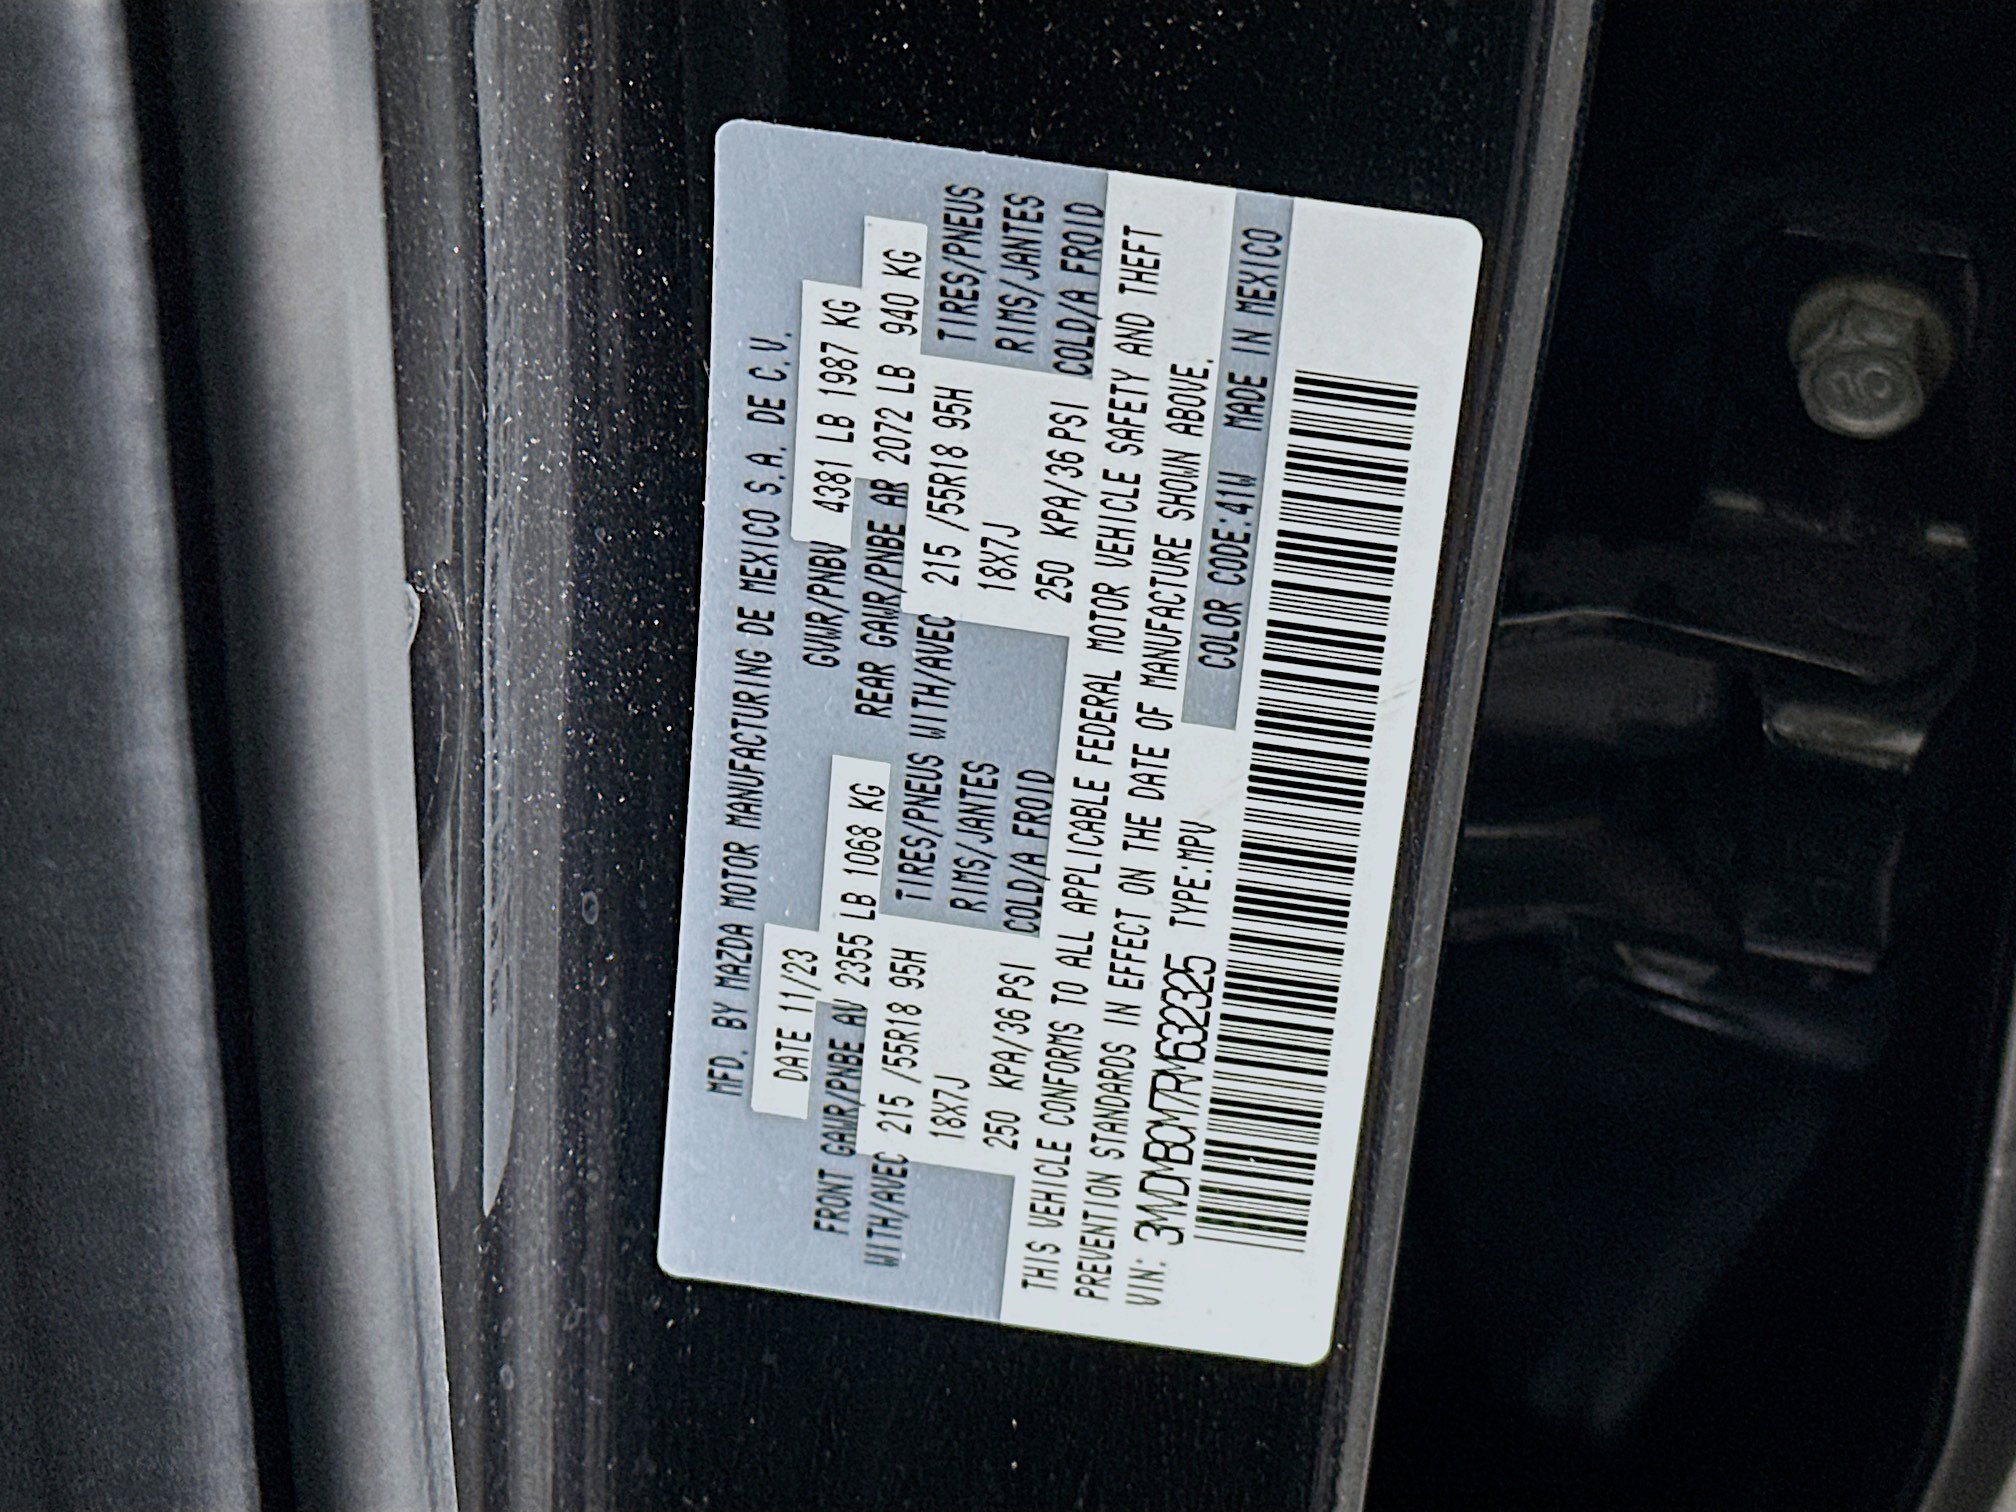 MFD. BY MAZDA MOTOR MANUFACTURING DE MEXICO S.A. DE C.V.
DATE 11/23 GVWR/PNBV 4381 LB 1987 KG
FRONT GAWR/PNBE AV 2355 LB 1068 KG REAR GAWR/PNBE AR 2072 LB 940 KG
WITH/AVEC 215 /55R18 95H TIRES/PNEUS WITH/AVEC 215 /55R18 95H TIRES/PNEUS
18X7J RIMS/JANTES 18X7J RIMS/JANTES
250 KPA/36 PSI COLD/A FROID 250 KPA/36 PSI COLD/A FROID
THIS VEHICLE CONFORMS TO ALL APPLICABLE FEDERAL MOTOR VEHICLE SAFETY AND THEFT
PREVENTION STANDARDS IN EFFECT ON THE DATE OF MANUFACTURE SHOWN ABOVE.
VIN: 3MVDMBCM7RM632325 TYPE:MPV COLOR CODE:41W MADE IN MEXICO
10